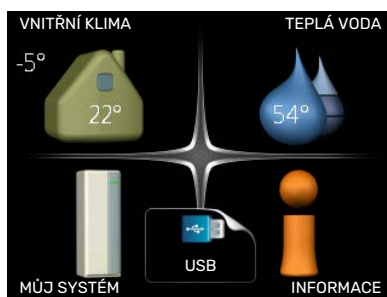 VNITŘNÍ KLIMA
TEPLÁ VODA
-5°
22°
54°
USB
MŮJ SYSTÉM
INFORMACE